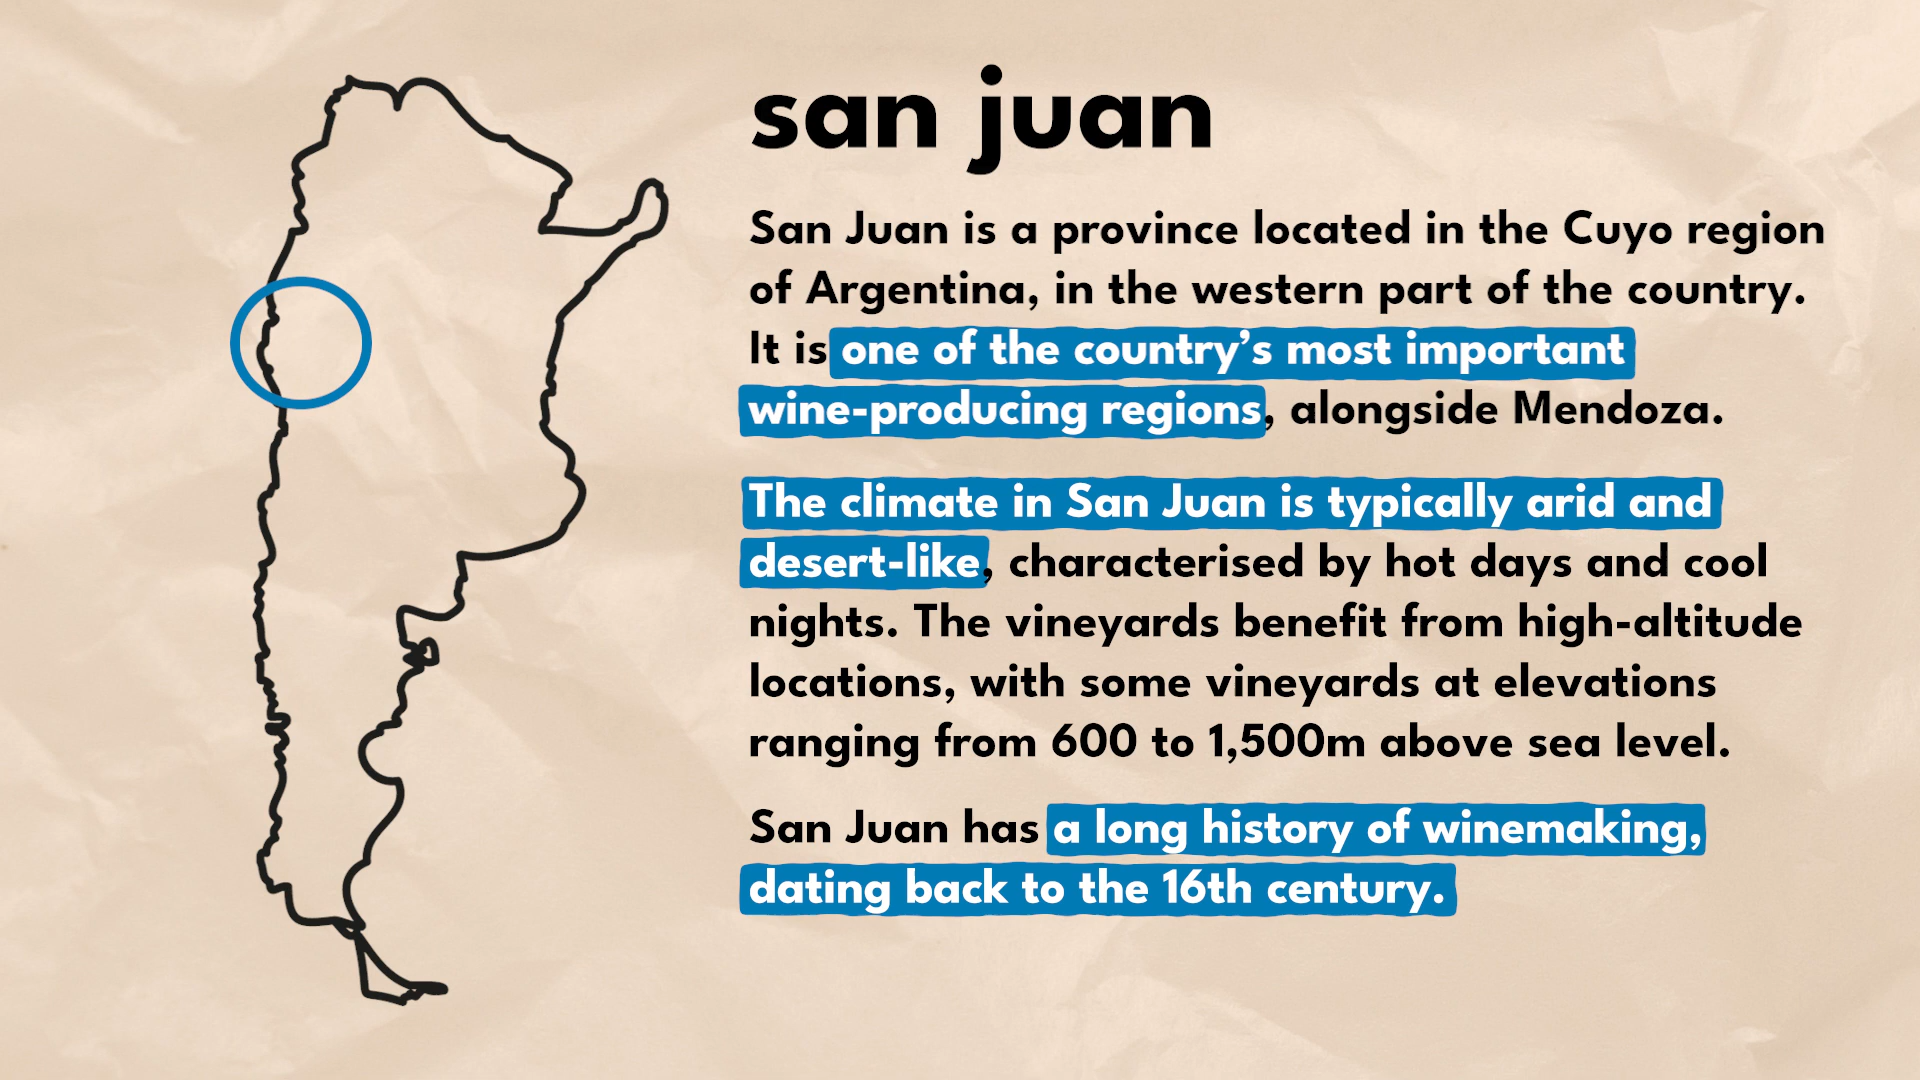 san juan
San Juan is a province located in the Cuyo region
of Argentina, in the western part of the country.
It is one of the country’s most important
wine-producing regions, alongside Mendoza.
The climate in San Juan is typically arid and
desert-like, characterised by hot days and cool
nights. The vineyards benefit from high-altitude
locations, with some vineyards at elevations
ranging from 600 to 1,500m above sea level.
San Juan has a long history of winemaking,
dating back to the 16th century.